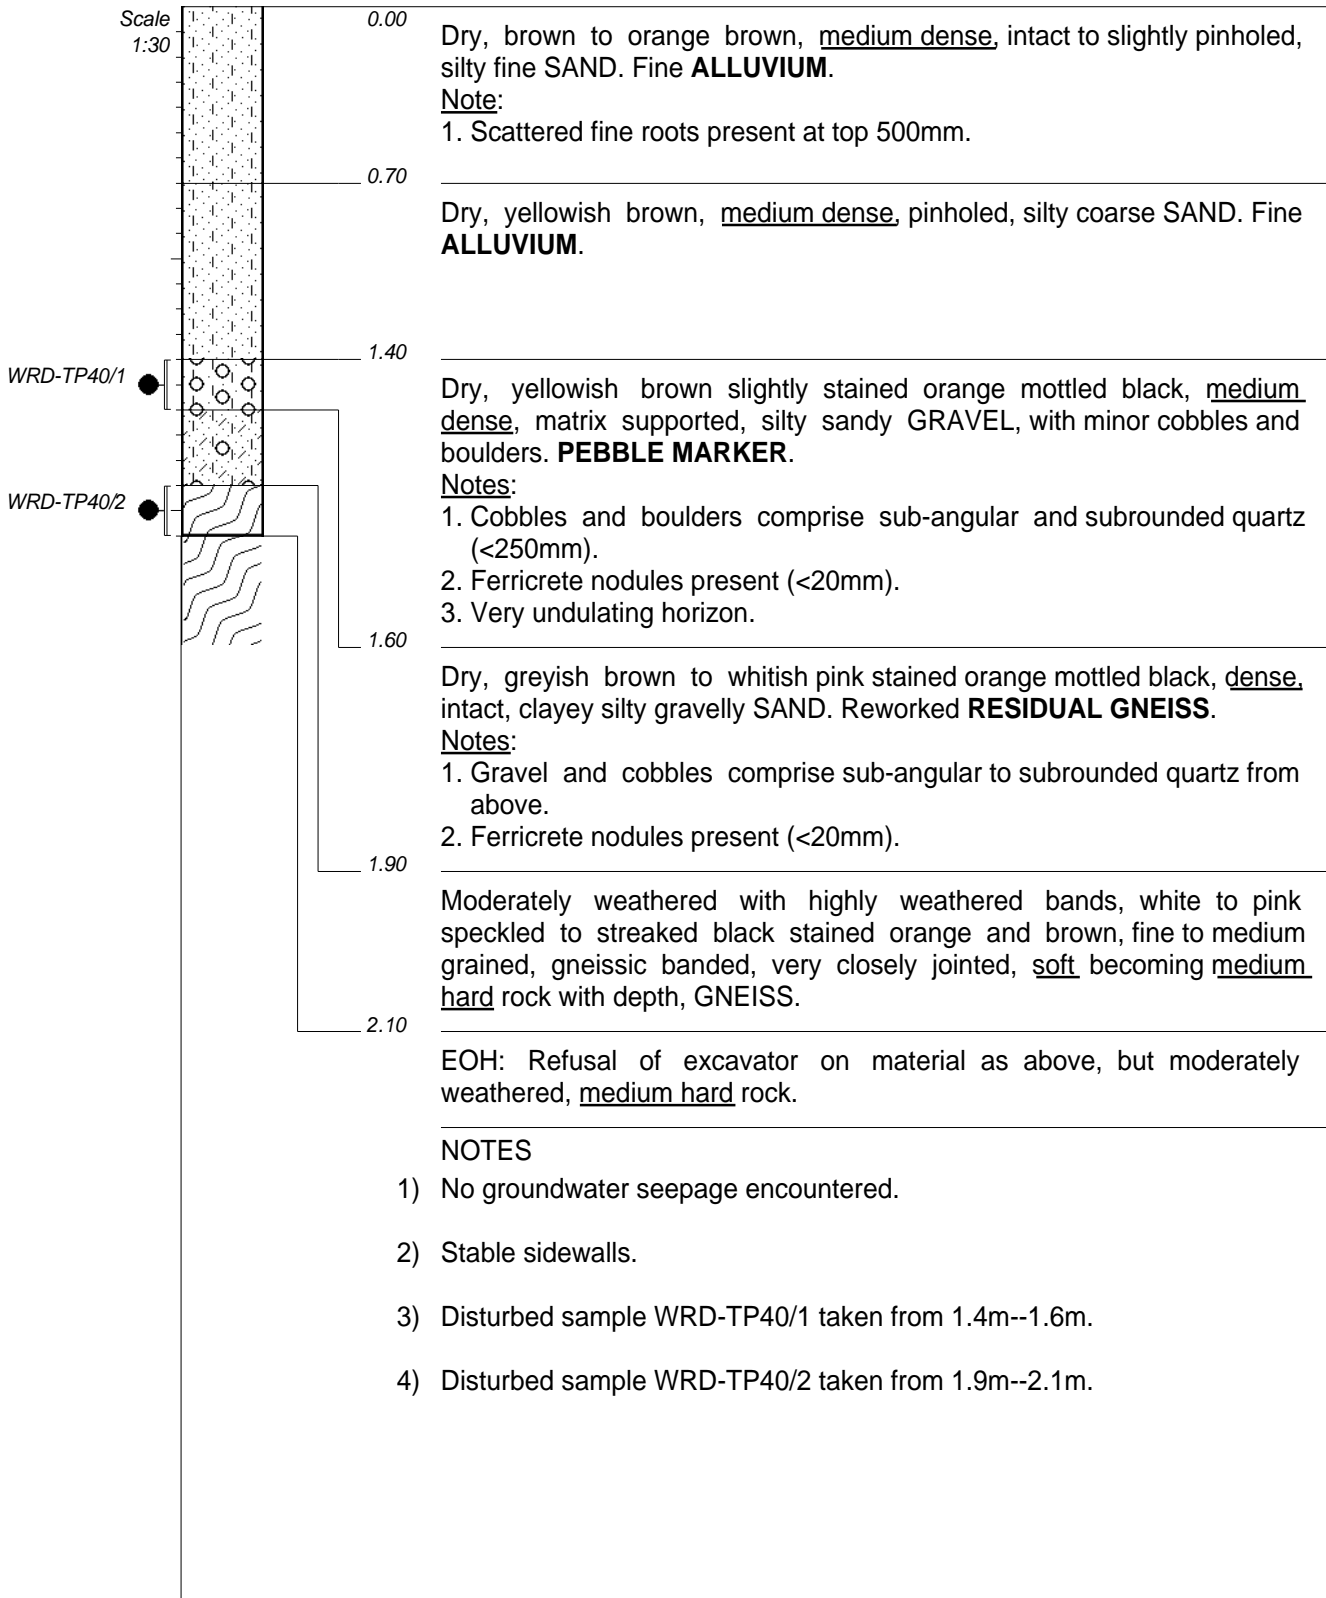 Scale
1:30
0.00
Dry, brown to orange brown, medium dense, intact to slightly pinholed,
silty fine SAND. Fine ALLUVIUM.
Note:
1. Scattered fine roots present at top 500mm.
0.70
Dry, yellowish brown, medium dense, pinholed, silty coarse SAND. Fine
ALLUVIUM.
1.40
WRD-TP40/1
Dry, yellowish brown slightly stained orange mottled black, medium
dense, matrix supported, silty sandy GRAVEL, with minor cobbles and
boulders. PEBBLE MARKER.
Notes:
WRD-TP40/2
1. Cobbles and boulders comprise sub-angular and subrounded quartz
(<250mm).
2. Ferricrete nodules present (<20mm).
3. Very undulating horizon.
1.60
Dry, greyish brown to whitish pink stained orange mottled black, dense,
intact, clayey silty gravelly SAND. Reworked RESIDUAL GNEISS.
Notes:
1. Gravel and cobbles comprise sub-angular to subrounded quartz from
above.
2. Ferricrete nodules present (<20mm).
1.90
Moderately weathered with highly weathered bands, white to pink
speckled to streaked black stained orange and brown, fine to medium
grained, gneissic banded, very closely jointed, soft becoming medium
hard rock with depth, GNEISS.
2.10
EOH: Refusal of excavator on material as above, but moderately
weathered, medium hard rock.
NOTES
1) No groundwater seepage encountered.
2) Stable sidewalls.
3) Disturbed sample WRD-TP40/1 taken from 1.4m--1.6m.
4) Disturbed sample WRD-TP40/2 taken from 1.9m--2.1m.